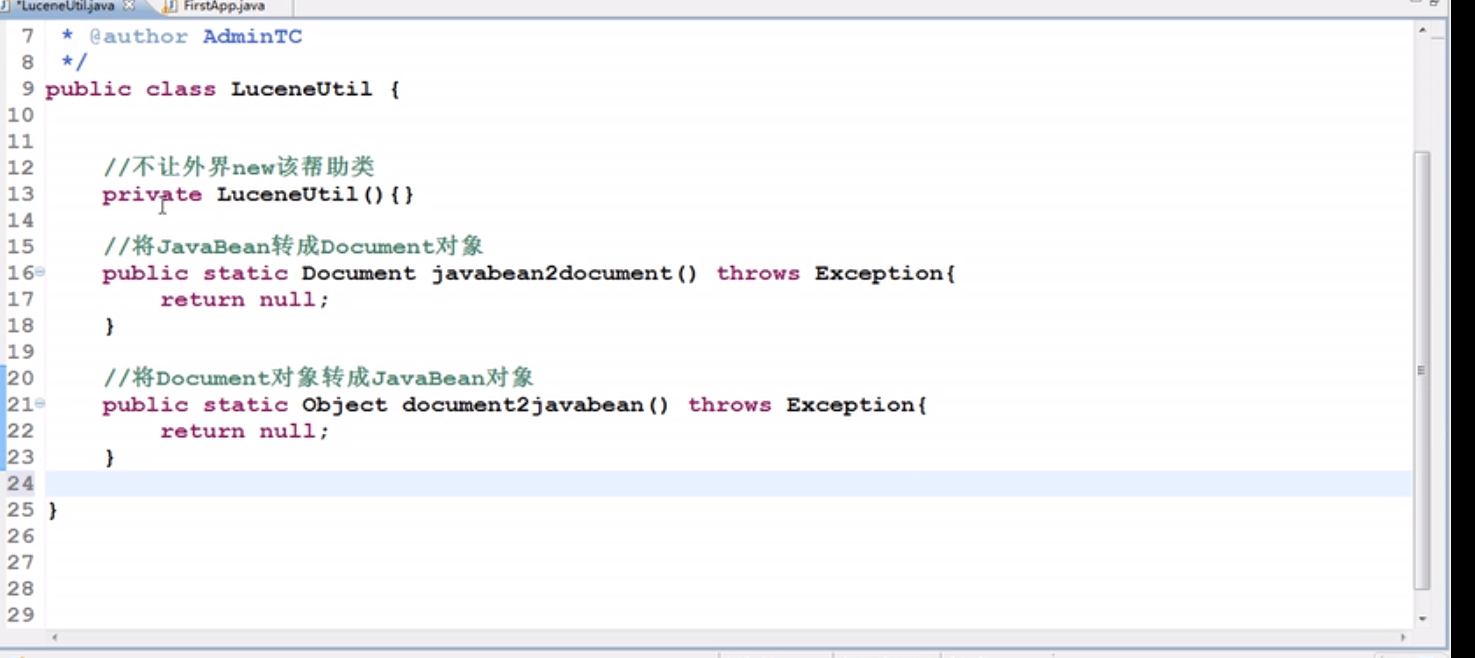 *LuceneUtil.java FirstApp.java
7 * @author AdminTC
8 */
9 public class LuceneUtil {
10
11
12 //不让外界new该帮助类
13 private LuceneUtil(){}
14
15 //将JavaBean转成Document对象
16 public static Document javabean2document() throws Exception{
17 return null;
18 }
19
20 //将Document对象转成JavaBean对象
21 public static Object document2javabean() throws Exception{
22 return null;
23 }
24
25 }
26
27
28
29